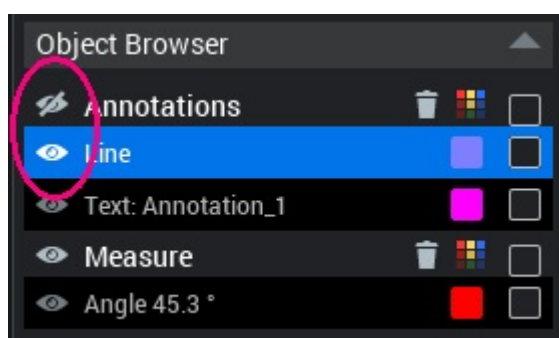 Object Browser
Annotations
Line
Text: Annotation_1
Measure
Angle 45.3 °